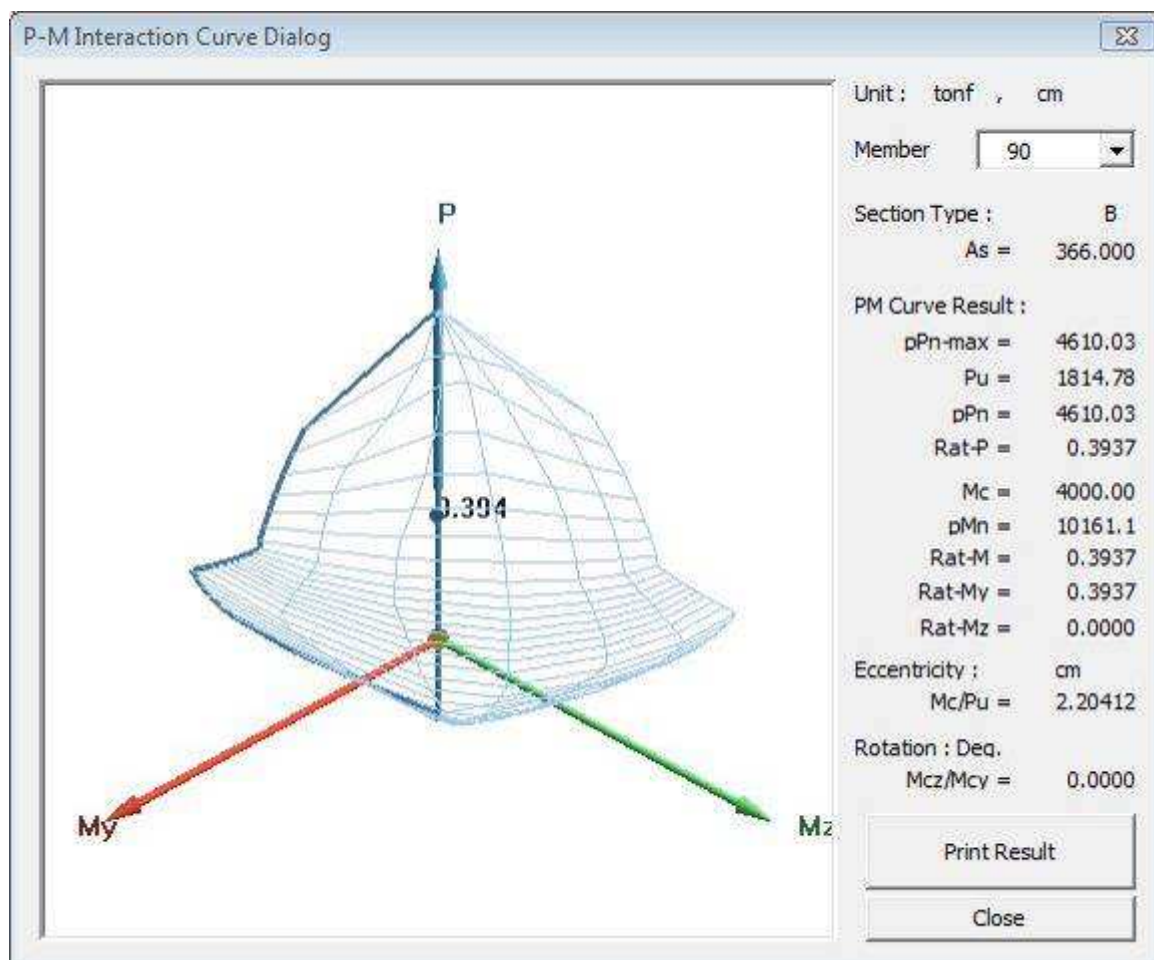 P-M Interaction Curve Dialog
P
0.394
My
Mz
Unit : tonf , cm
Member 90
Section Type : B
As = 366.000
PM Curve Result :
pPn-max = 4610.03
Pu = 1814.78
pPn = 4610.03
Rat-P = 0.3937
Mc = 4000.00
pMn = 10161.1
Rat-M = 0.3937
Rat-My = 0.3937
Rat-Mz = 0.0000
Eccentricity : cm
Mc/Pu = 2.20412
Rotation : Deg.
Mcz/Mcy = 0.0000
Print Result
Close